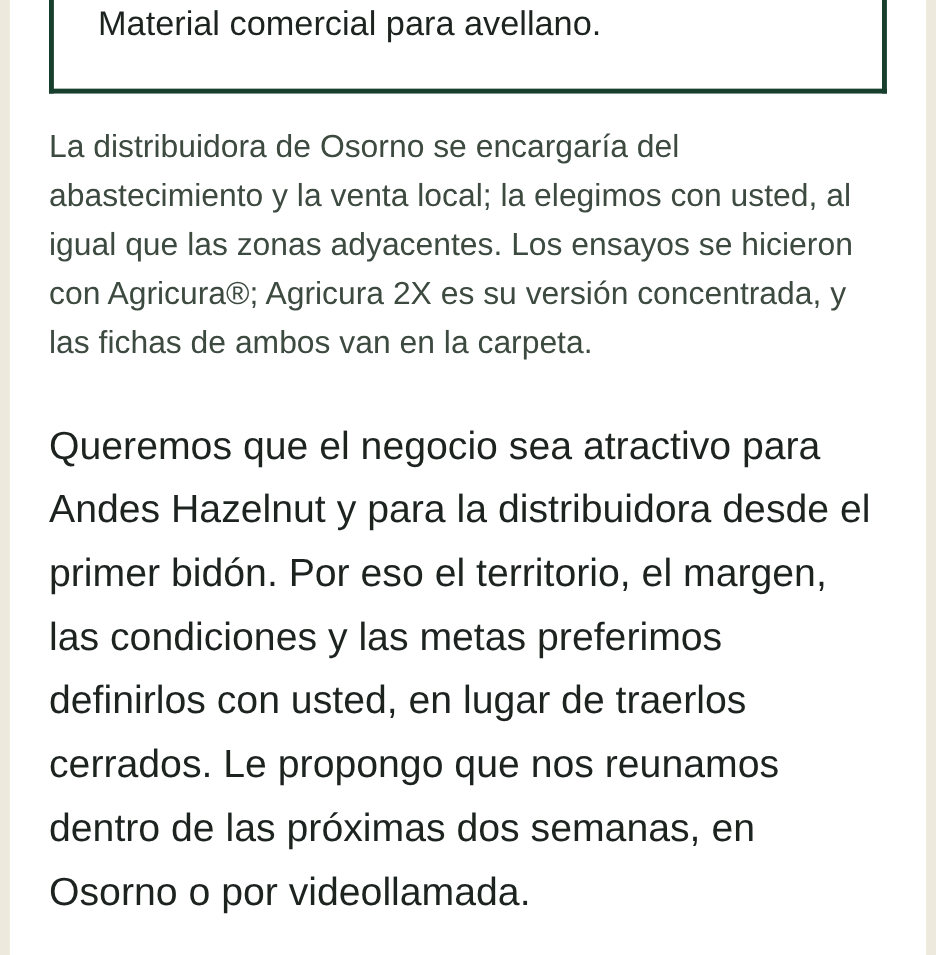 Material comercial para avellano.
La distribuidora de Osorno se encargaría del
abastecimiento y la venta local; la elegimos con usted, al
igual que las zonas adyacentes. Los ensayos se hicieron
con Agricura®; Agricura 2X es su versión concentrada, y
las fichas de ambos van en la carpeta.
Queremos que el negocio sea atractivo para
Andes Hazelnut y para la distribuidora desde el
primer bidón. Por eso el territorio, el margen,
las condiciones y las metas preferimos
definirlos con usted, en lugar de traerlos
cerrados. Le propongo que nos reunamos
dentro de las próximas dos semanas, en
Osorno o por videollamada.